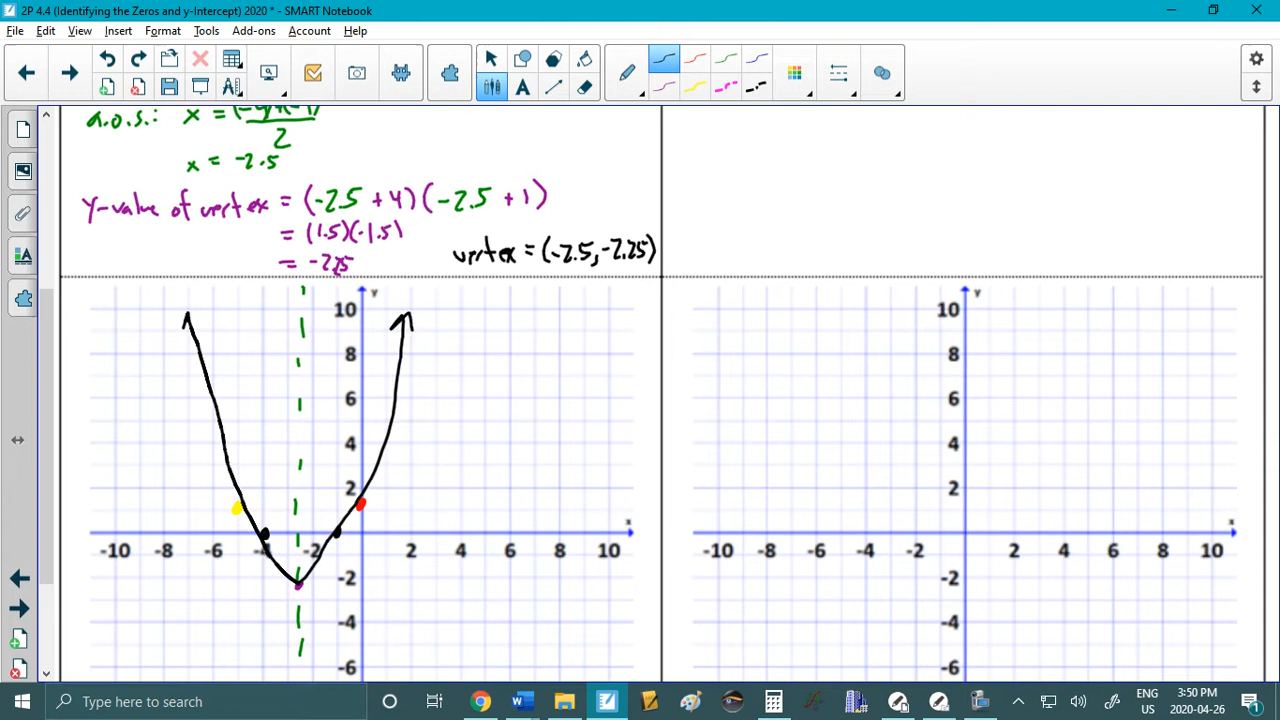 2P 4.4 (Identifying the Zeros and y-Intercept) 2020 * - SMART Notebook
File Edit View Insert Format Tools Add-ons Account Help
a.o.s.: x =
2
x = -2.5
Y-value of vertex = (-2.5 + 4)(-2.5 + 1)
= (1.5)(-1.5)
= -2.25
vertex = (-2.5, -2.25)
y
10
8
6
4
2
x
-10 -8 -6 -4 -2 2 4 6 8 10
-2
-4
-6
y
10
8
6
4
2
x
-10 -8 -6 -4 -2 2 4 6 8 10
-2
-4
-6
Type here to search
ENG
US
3:50 PM
2020-04-26